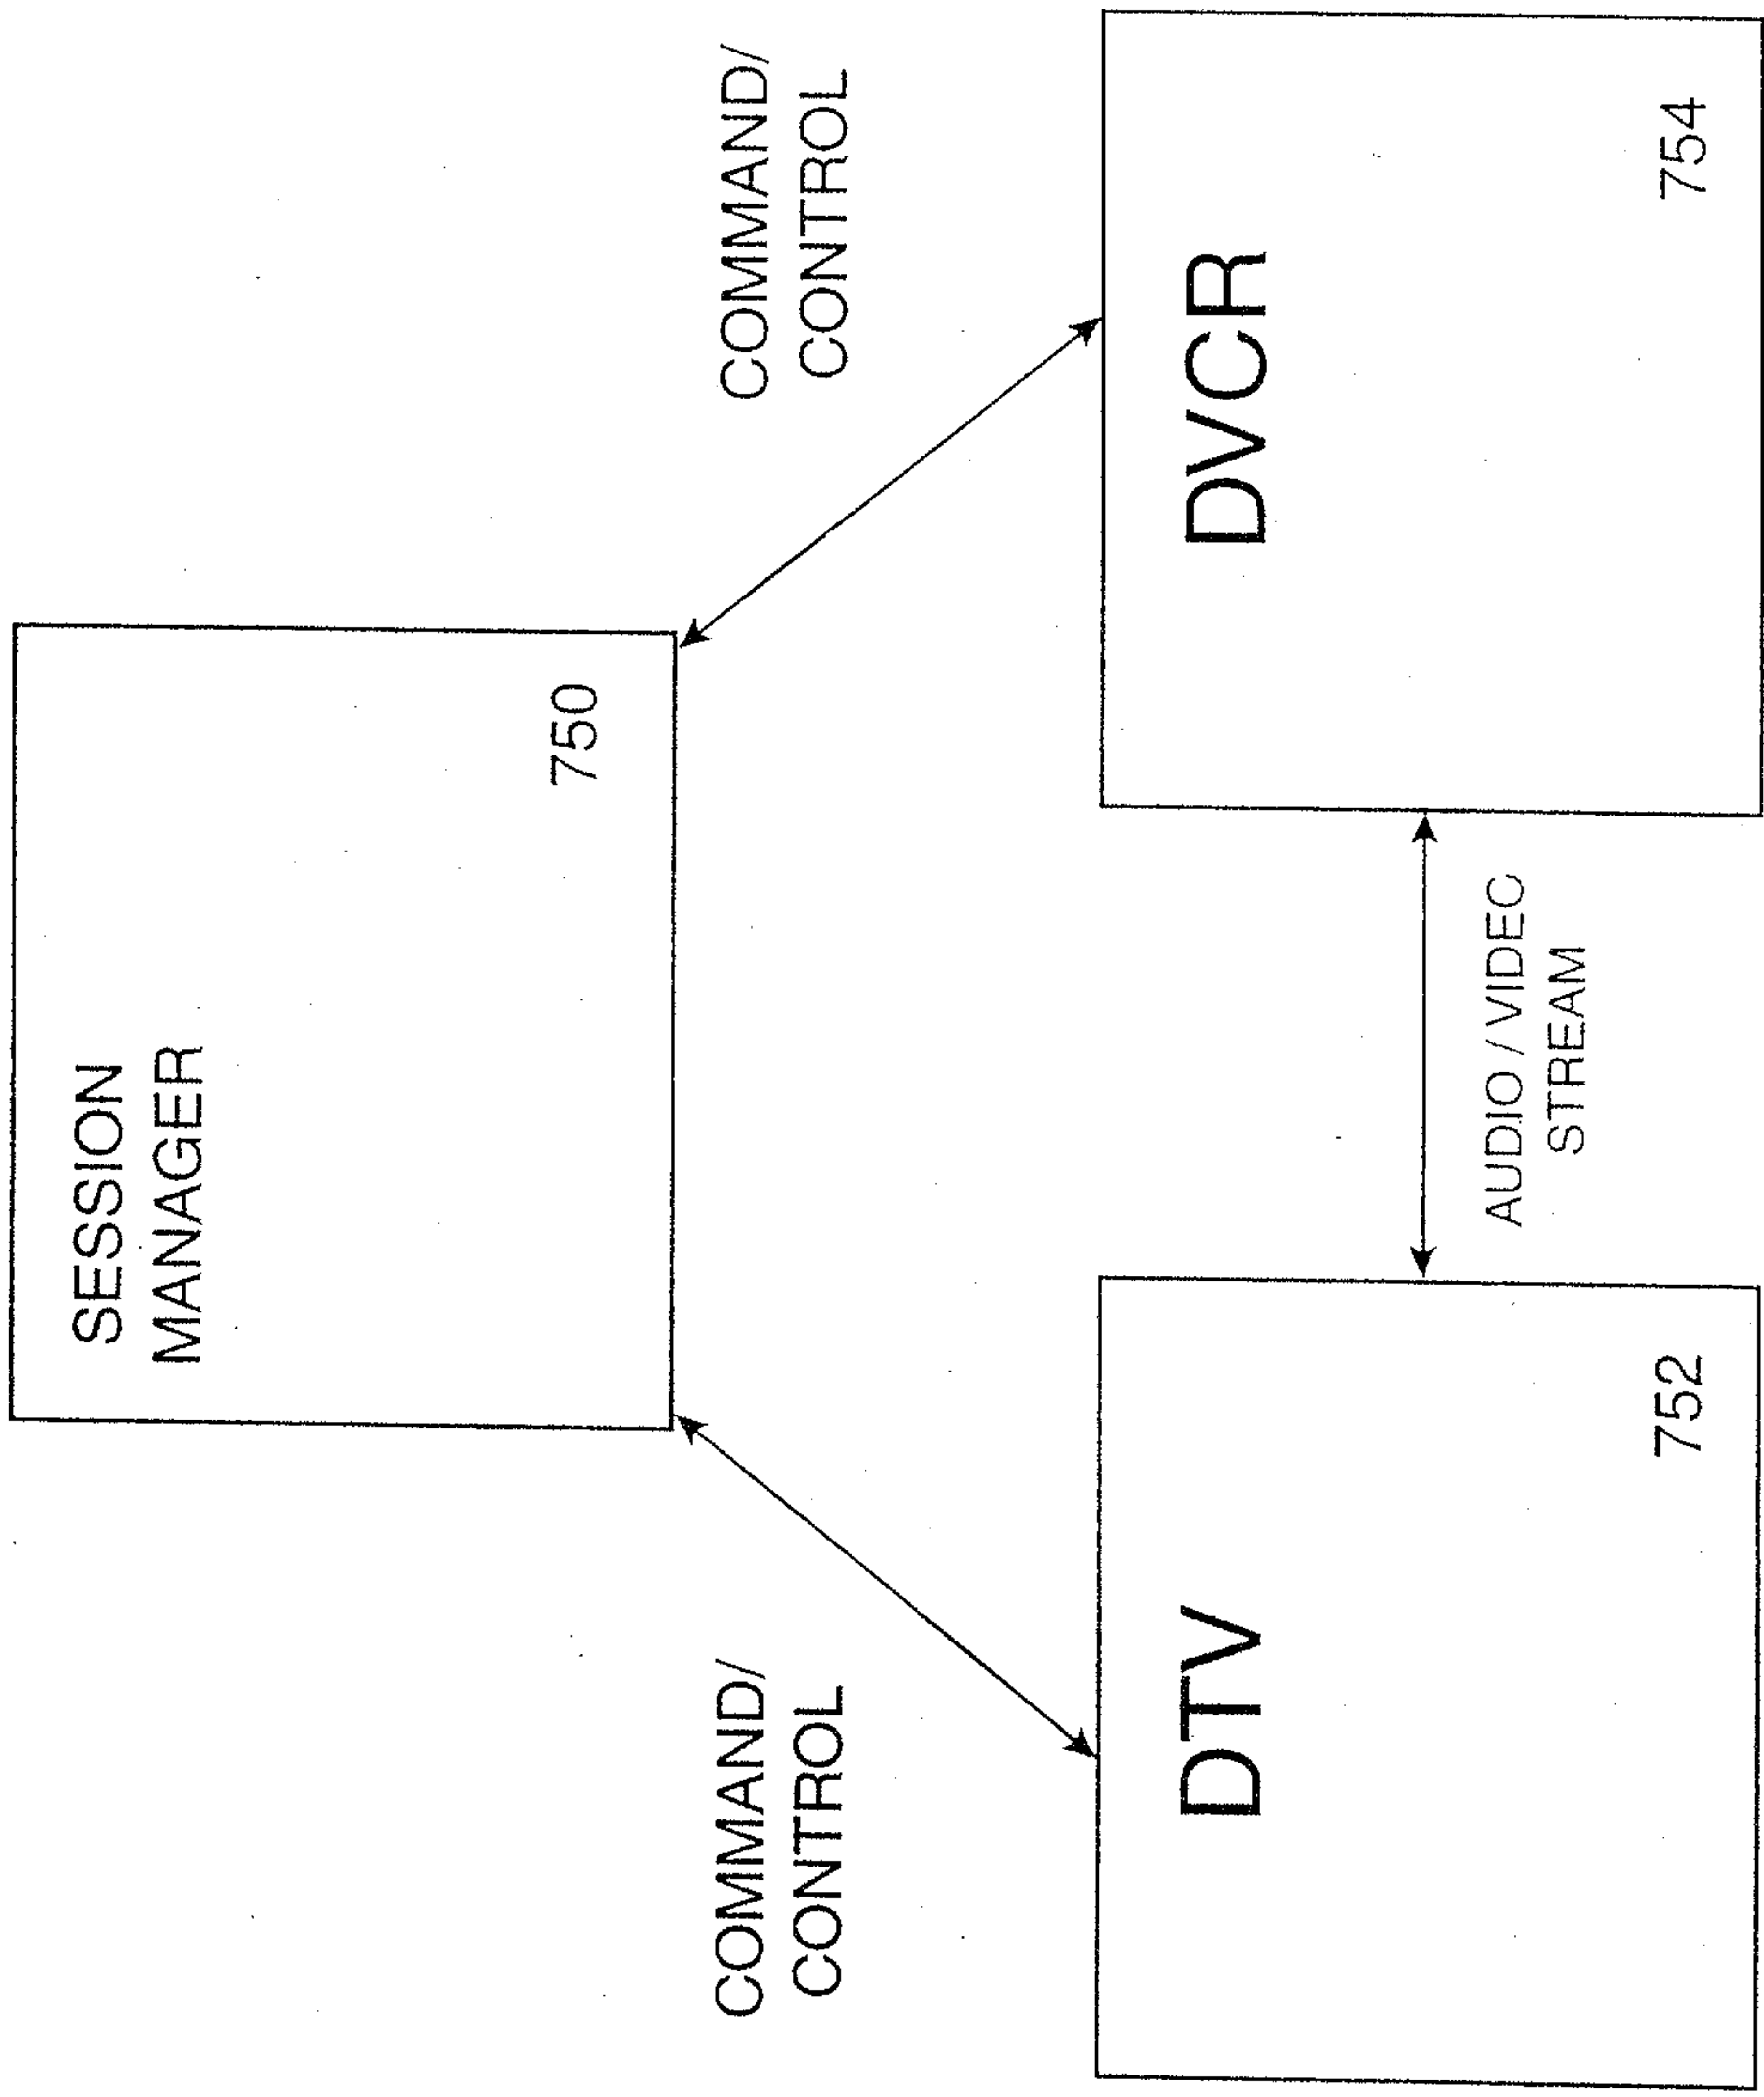 SESSION
MANAGER
750
COMMAND/
CONTROL
COMMAND/
CONTROL
DTV
752
AUDIO / VIDEC
STREAM
DVCR
754